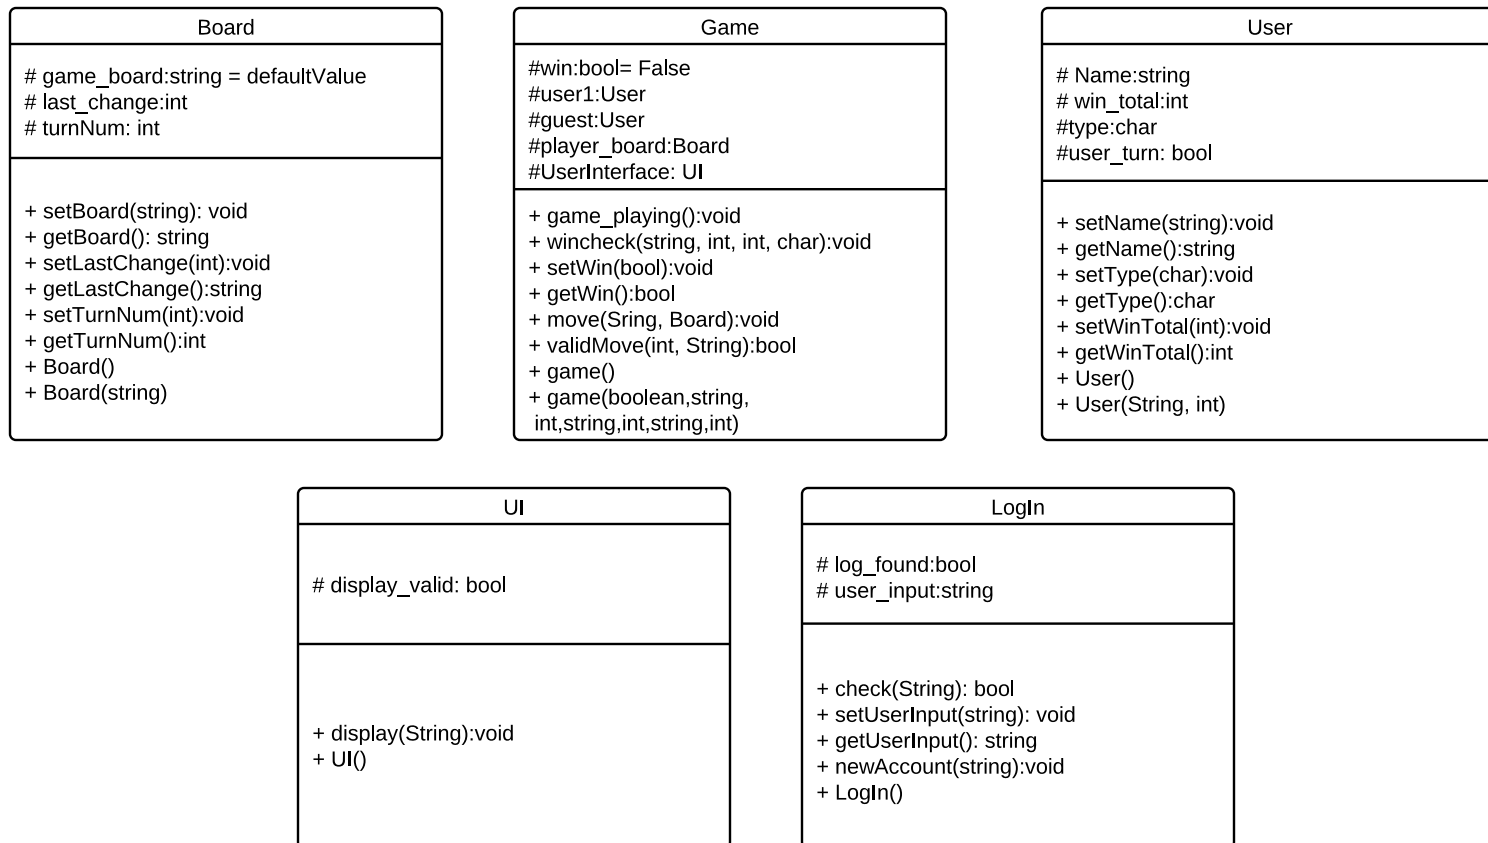 Board
# game_board:string = defaultValue
# last_change:int
# turnNum: int
+ setBoard(string): void
+ getBoard(): string
+ setLastChange(int):void
+ getLastChange():string
+ setTurnNum(int):void
+ getTurnNum():int
+ Board()
+ Board(string)
Game
#win:bool= False
#user1:User
#guest:User
#player_board:Board
#UserInterface: UI
+ game_playing():void
+ wincheck(string, int, int, char):void
+ setWin(bool):void
+ getWin():bool
+ move(Sring, Board):void
+ validMove(int, String):bool
+ game()
+ game(boolean,string,
int,string,int,string,int)
User
# Name:string
# win_total:int
#type:char
#user_turn: bool
+ setName(string):void
+ getName():string
+ setType(char):void
+ getType():char
+ setWinTotal(int):void
+ getWinTotal():int
+ User()
+ User(String, int)
UI
# display_valid: bool
+ display(String):void
+ UI()
LogIn
# log_found:bool
# user_input:string
+ check(String): bool
+ setUserInput(string): void
+ getUserInput(): string
+ newAccount(string):void
+ LogIn()